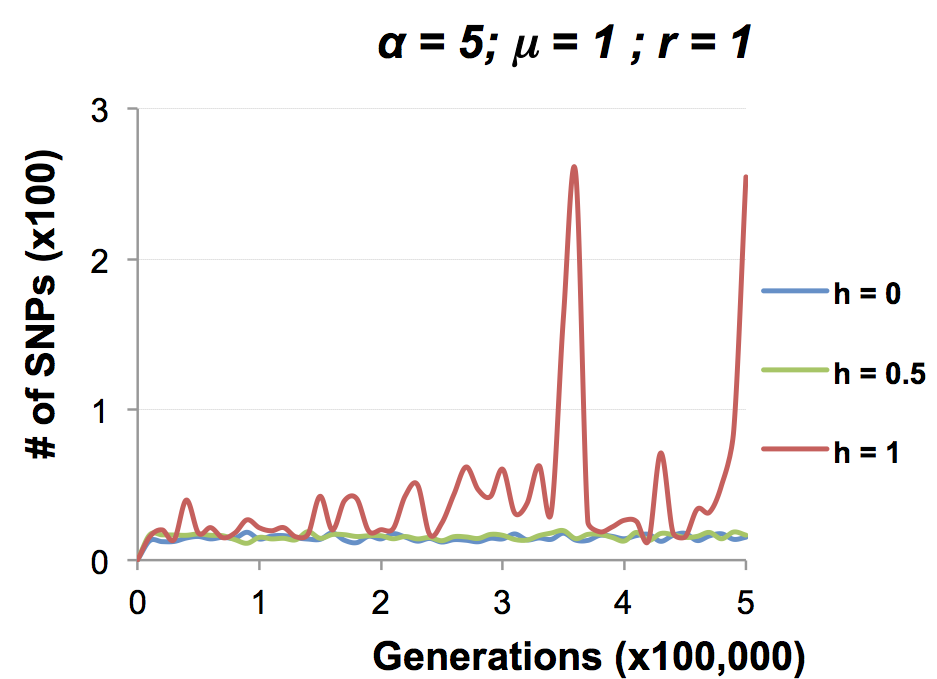 α = 5; μ = 1 ; r = 1
# of SNPs (x100)
3
2
1
0
0 1 2 3 4 5
Generations (x100,000)
h = 0
h = 0.5
h = 1